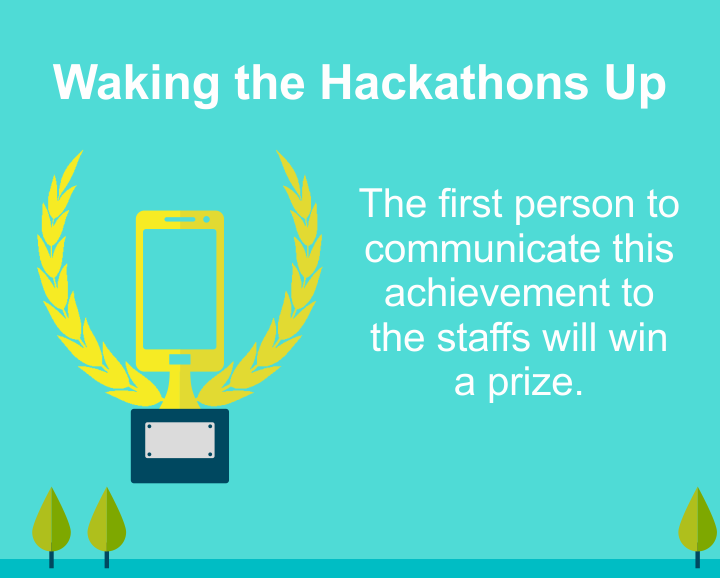 Waking the Hackathons Up
The first person to
communicate this
achievement to
the staffs will win
a prize.